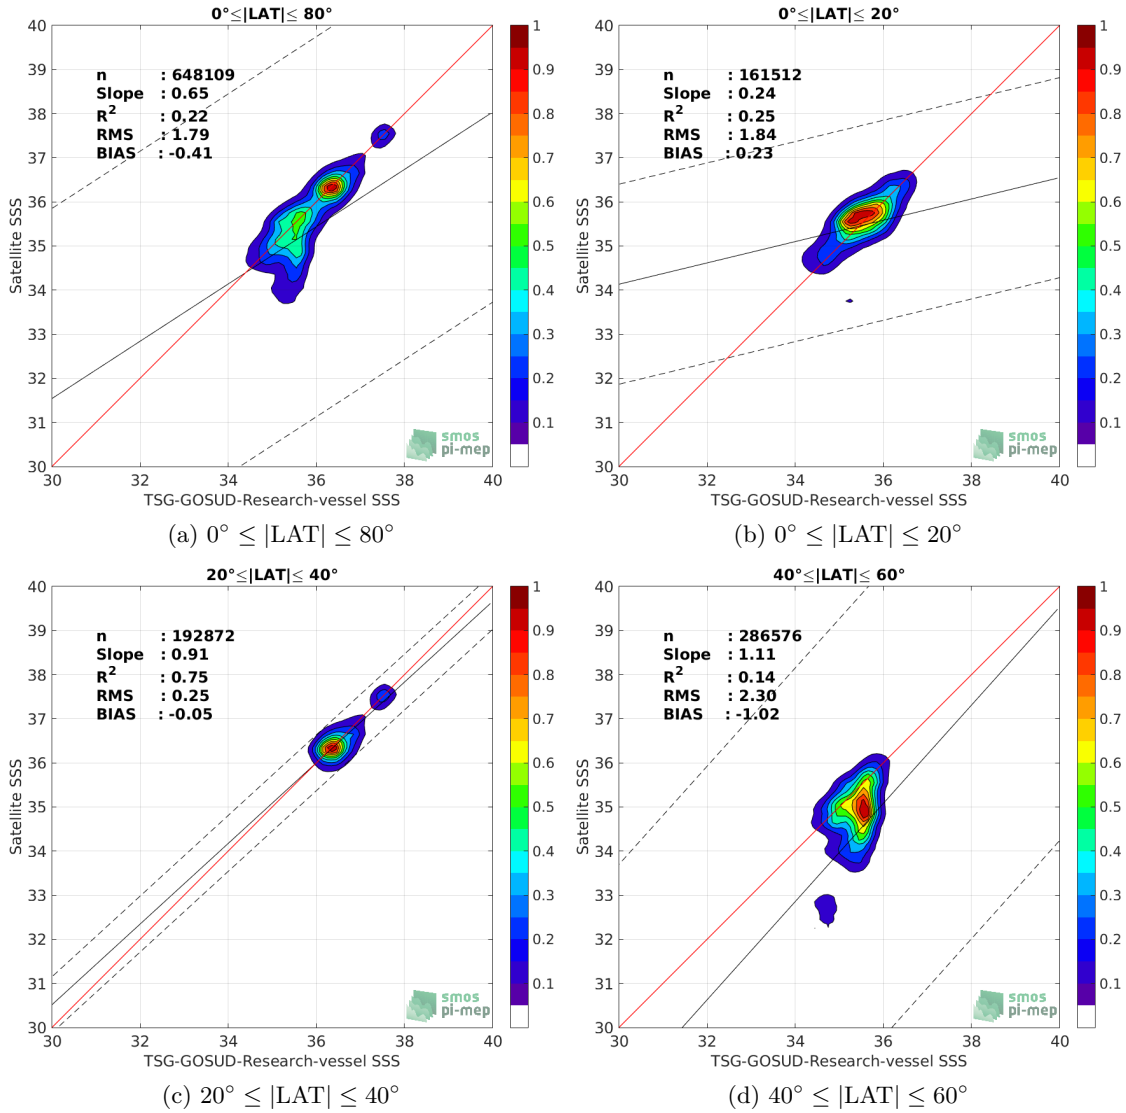 0°≤|LAT|≤ 80°
n : 648109
Slope : 0.65
R² : 0.22
RMS : 1.79
BIAS : -0.41
40
39
38
37
36
35
34
33
32
31
30
30 32 34 36 38 40
Satellite SSS
TSG-GOSUD-Research-vessel SSS
smos
pi-mep
1
0.9
0.8
0.7
0.6
0.5
0.4
0.3
0.2
0.1
(a) 0° ≤ |LAT| ≤ 80°
0°≤|LAT|≤ 20°
n : 161512
Slope : 0.24
R² : 0.25
RMS : 1.84
BIAS : 0.23
40
39
38
37
36
35
34
33
32
31
30
30 32 34 36 38 40
Satellite SSS
TSG-GOSUD-Research-vessel SSS
smos
pi-mep
1
0.9
0.8
0.7
0.6
0.5
0.4
0.3
0.2
0.1
(b) 0° ≤ |LAT| ≤ 20°
20°≤|LAT|≤ 40°
n : 192872
Slope : 0.91
R² : 0.75
RMS : 0.25
BIAS : -0.05
40
39
38
37
36
35
34
33
32
31
30
30 32 34 36 38 40
Satellite SSS
TSG-GOSUD-Research-vessel SSS
smos
pi-mep
1
0.9
0.8
0.7
0.6
0.5
0.4
0.3
0.2
0.1
(c) 20° ≤ |LAT| ≤ 40°
40°≤|LAT|≤ 60°
n : 286576
Slope : 1.11
R² : 0.14
RMS : 2.30
BIAS : -1.02
40
39
38
37
36
35
34
33
32
31
30
30 32 34 36 38 40
Satellite SSS
TSG-GOSUD-Research-vessel SSS
smos
pi-mep
1
0.9
0.8
0.7
0.6
0.5
0.4
0.3
0.2
0.1
(d) 40° ≤ |LAT| ≤ 60°